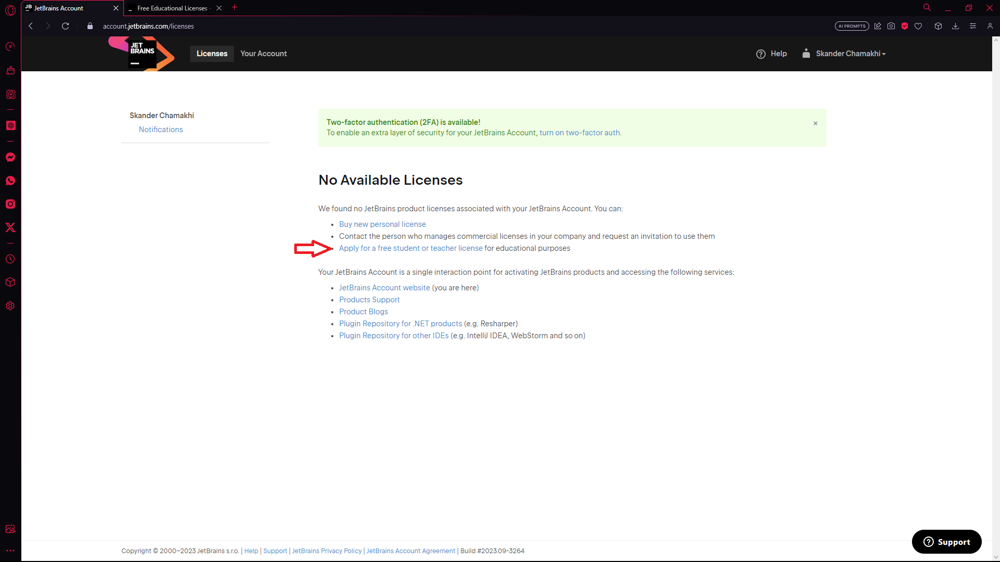 JB JetBrains Account
Free Educational Licenses -
account.jetbrains.com/licenses
AI PROMPTS
JET
BRAINS
Licenses
Your Account
Help
Skander Chamakhi
Skander Chamakhi
Notifications
Two-factor authentication (2FA) is available!
To enable an extra layer of security for your JetBrains Account, turn on two-factor auth.
No Available Licenses
We found no JetBrains product licenses associated with your JetBrains Account. You can:
• Buy new personal license
• Contact the person who manages commercial licenses in your company and request an invitation to use them
• Apply for a free student or teacher license for educational purposes
Your JetBrains Account is a single interaction point for activating JetBrains products and accessing the following services:
• JetBrains Account website (you are here)
• Products Support
• Product Blogs
• Plugin Repository for .NET products (e.g. Resharper)
• Plugin Repository for other IDEs (e.g. IntelliJ IDEA, WebStorm and so on)
Support
Copyright © 2000–2023 JetBrains s.r.o. | Help | Support | JetBrains Privacy Policy | JetBrains Account Agreement | Build #2023.09-3264